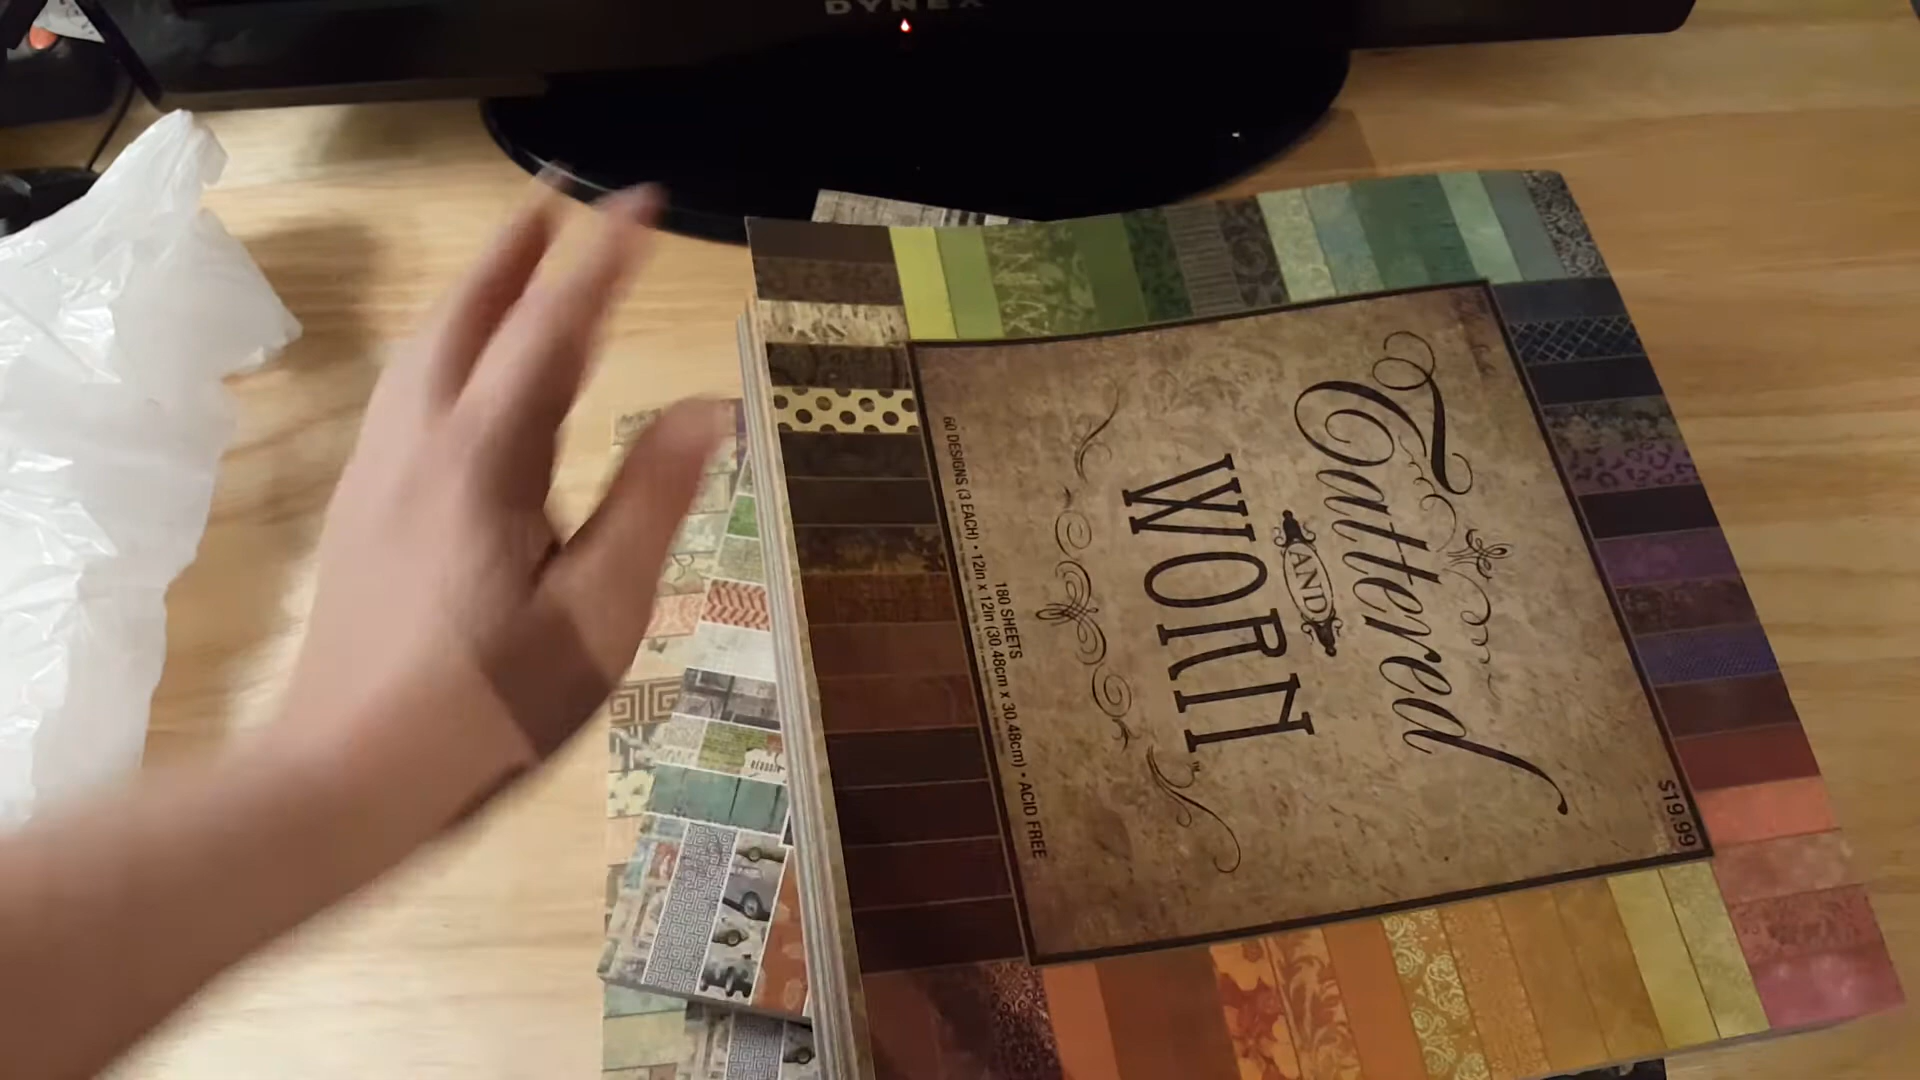 DYNEX
Tattered
AND
WORN™
180 SHEETS
60 DESIGNS (3 EACH) • 12in x 12in (30.48cm x 30.48cm) • ACID FREE
$19.99